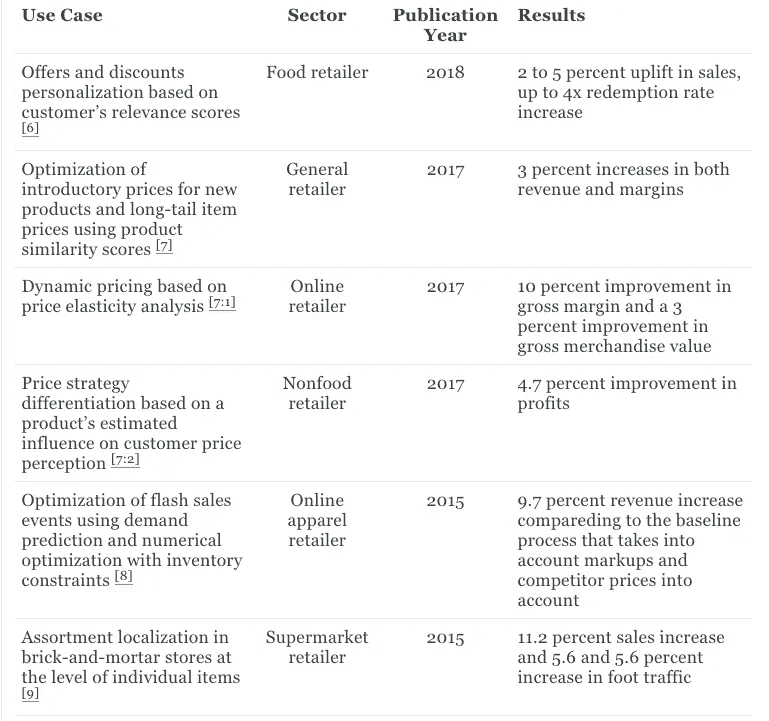 Use Case Sector Publication Year Results
Offers and discounts
personalization based on
customer's relevance scores
[6]
Food retailer
2018
2 to 5 percent uplift in sales,
up to 4x redemption rate
increase
Optimization of
introductory prices for new
products and long-tail item
prices using product
similarity scores [7]
General
retailer
2017
3 percent increases in both
revenue and margins
Dynamic pricing based on
price elasticity analysis [7:1]
Online
retailer
2017
10 percent improvement in
gross margin and a 3
percent improvement in
gross merchandise value
Price strategy
differentiation based on a
product's estimated
influence on customer price
perception [7:2]
Nonfood
retailer
2017
4.7 percent improvement in
profits
Optimization of flash sales
events using demand
prediction and numerical
optimization with inventory
constraints [8]
Online
apparel
retailer
2015
9.7 percent revenue increase
compareding to the baseline
process that takes into
account markups and
competitor prices into
account
Assortment localization in
brick-and-mortar stores at
the level of individual items
[9]
Supermarket
retailer
2015
11.2 percent sales increase
and 5.6 and 5.6 percent
increase in foot traffic